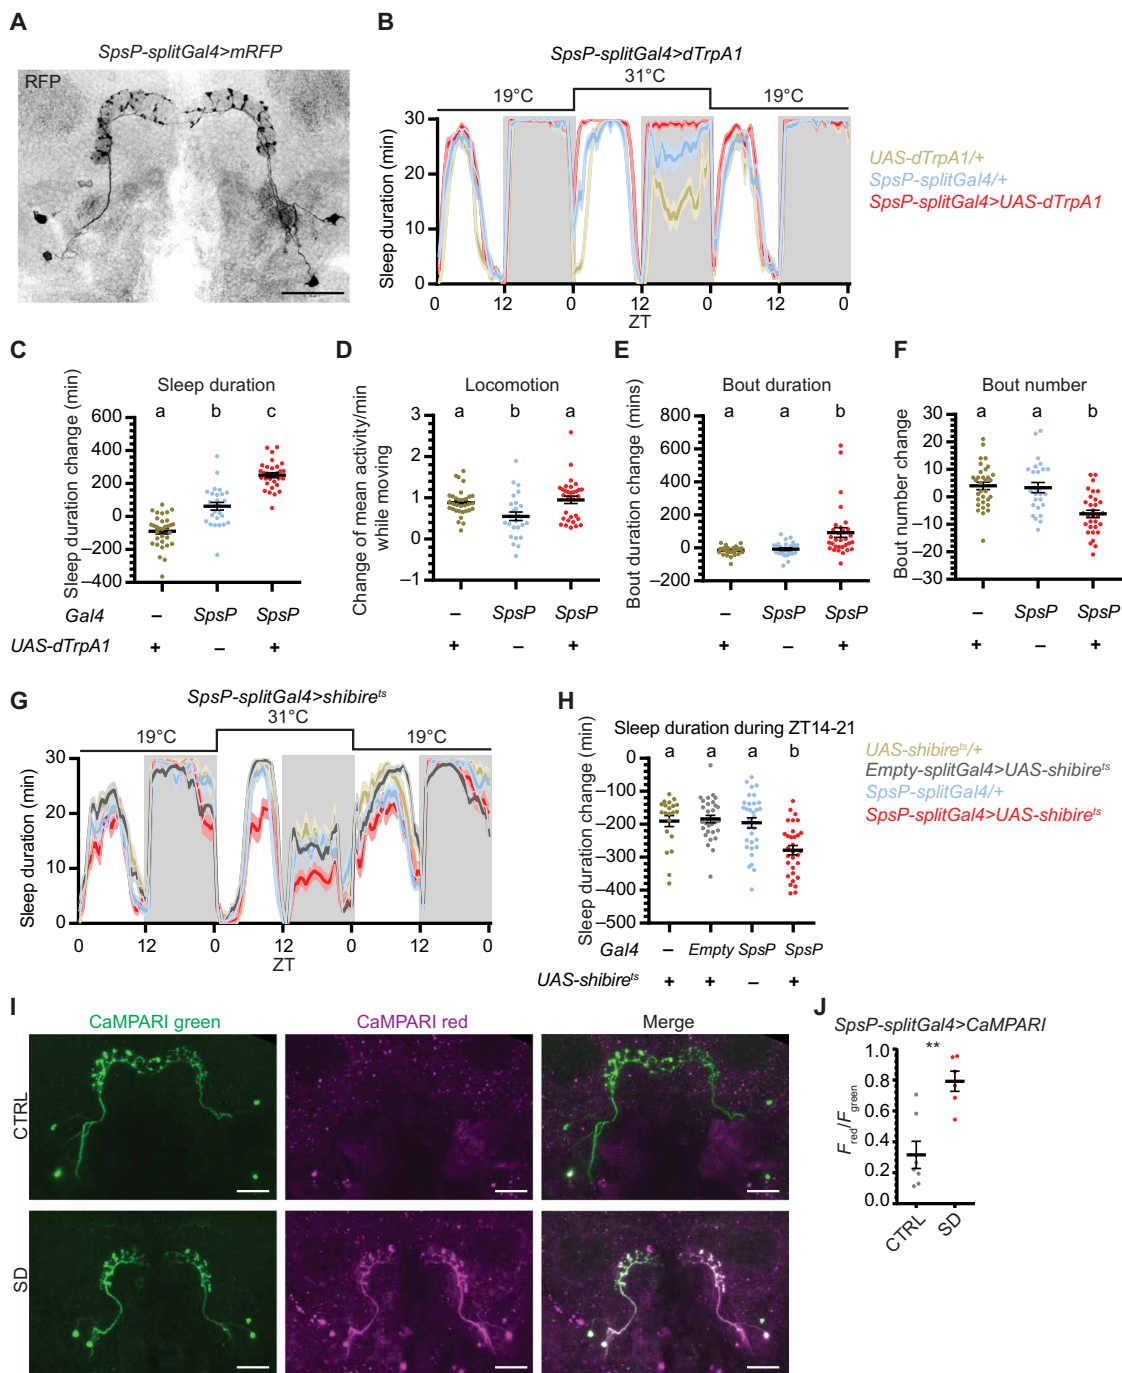 A
SpsP-splitGal4>mRFP
RFP
B
SpsP-splitGal4>dTrpA1
31°C
19°C
19°C
Sleep duration (min)
30
20
10
0
0
12
0
12
0
12
0
ZT
UAS-dTrpA1/+
SpsP-splitGal4/+
SpsP-splitGal4>UAS-dTrpA1
C
Sleep duration
a b c
Sleep duration change (min)
600
400
200
0
−200
−400
Gal4 – SpsP SpsP
UAS-dTrpA1 + – +
D
Locomotion
a b a
Change of mean activity/min
while moving
3
2
1
0
−1
– SpsP SpsP
+ – +
E
Bout duration
a a b
Bout duration change (mins)
800
600
400
200
0
−200
– SpsP SpsP
+ – +
F
Bout number
a a b
Bout number change
30
20
10
0
−10
−20
−30
– SpsP SpsP
+ – +
G
SpsP-splitGal4>shibire^ts
31°C
19°C
19°C
Sleep duration (min)
30
20
10
0
0
12
0
12
0
12
0
ZT
H
Sleep duration during ZT14-21
a a a b
Sleep duration change (min)
0
−100
−200
−300
−400
−500
Gal4 – Empty SpsP SpsP
UAS-shibire^ts + + – +
UAS-shibire^ts/+
Empty-splitGal4>UAS-shibire^ts
SpsP-splitGal4/+
SpsP-splitGal4>UAS-shibire^ts
I
CaMPARI green
CaMPARI red
Merge
CTRL
SD
J
SpsP-splitGal4>CaMPARI
**
F_red/F_green
1.0
0.8
0.6
0.4
0.2
0.0
CTRL
SD